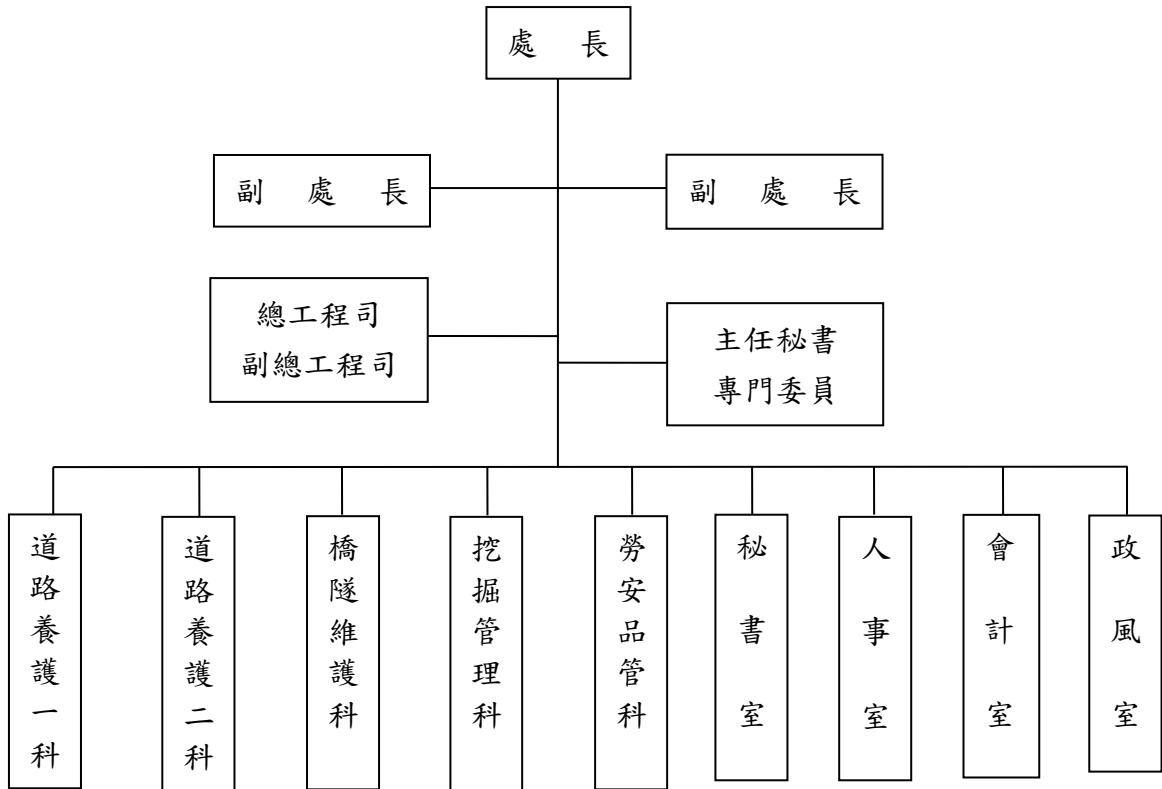 處 長
副 處 長
副 處 長
總工程司
副總工程司
主任秘書
專門委員
道路養護一科
道路養護二科
橋隧維護科
挖掘管理科
勞安品管科
秘書室
人事室
會計室
政風室